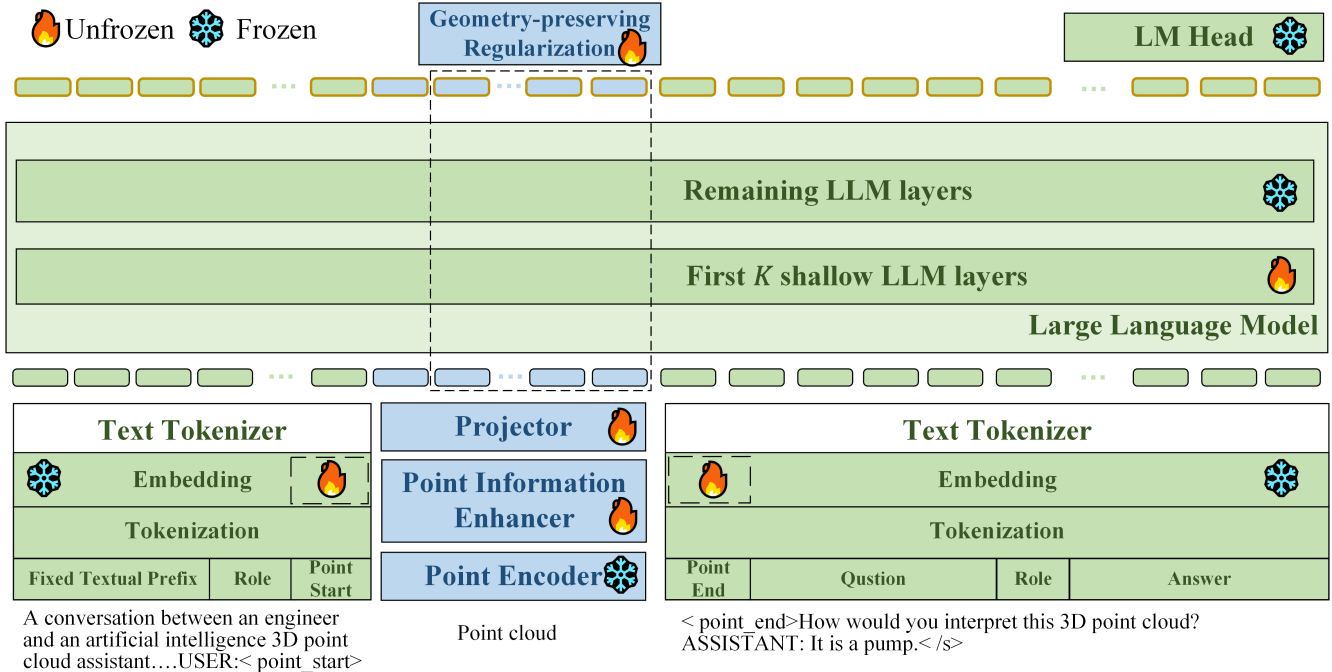 Unfrozen
Frozen
Geometry-preserving
Regularization
LM Head
...
...
...
Remaining LLM layers
First K shallow LLM layers
Large Language Model
...
...
...
Text Tokenizer
Embedding
Tokenization
Fixed Textual Prefix
Role
Point
Start
Projector
Point Information
Enhancer
Point Encoder
Text Tokenizer
Embedding
Tokenization
Point
End
Qustion
Role
Answer
A conversation between an engineer
and an artificial intelligence 3D point
cloud assistant….USER:< point_start>
Point cloud
< point_end>How would you interpret this 3D point cloud?
ASSISTANT: It is a pump.< /s>